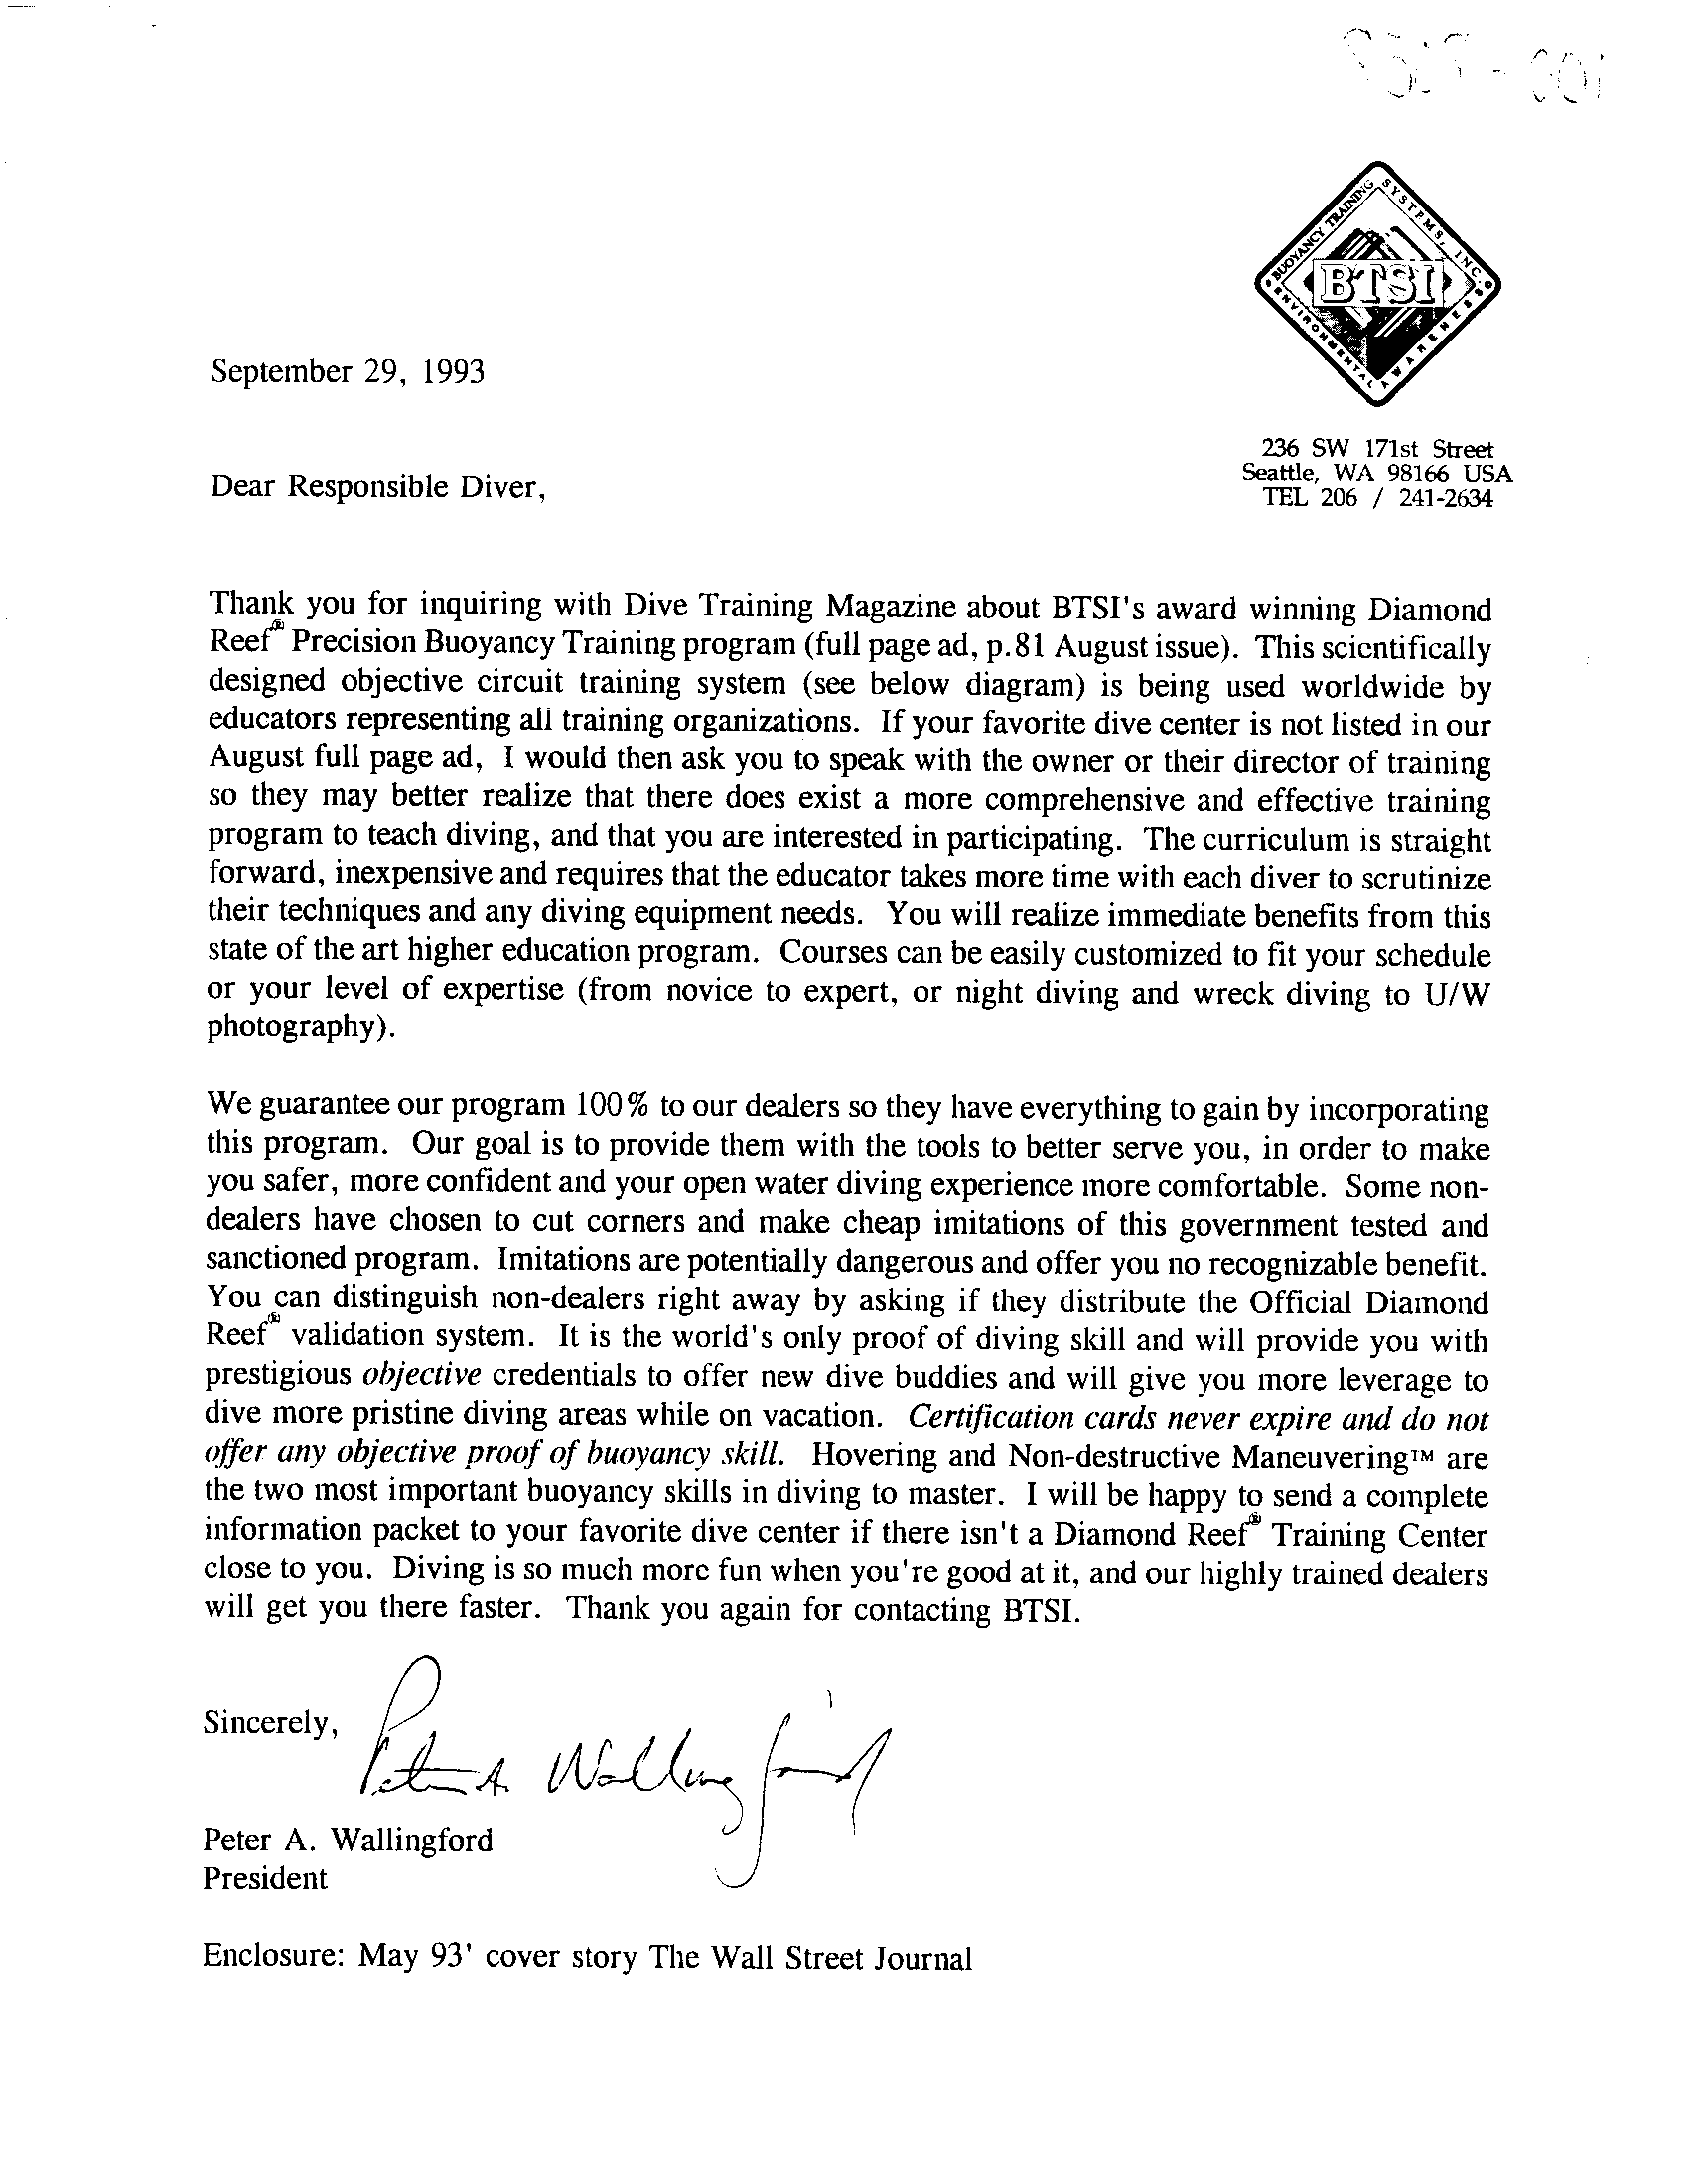 BUOYANCY TRAINING SYSTEMS, INC.
BTSI
ENVIRONMENTAL AWARENESS
236 SW 171st Street
Seattle, WA 98166 USA
TEL 206 / 241-2634
September 29, 1993
Dear Responsible Diver,
Thank you for inquiring with Dive Training Magazine about BTSI's award winning Diamond
Reef® Precision Buoyancy Training program (full page ad, p.81 August issue). This scientifically
designed objective circuit training system (see below diagram) is being used worldwide by
educators representing all training organizations. If your favorite dive center is not listed in our
August full page ad, I would then ask you to speak with the owner or their director of training
so they may better realize that there does exist a more comprehensive and effective training
program to teach diving, and that you are interested in participating. The curriculum is straight
forward, inexpensive and requires that the educator takes more time with each diver to scrutinize
their techniques and any diving equipment needs. You will realize immediate benefits from this
state of the art higher education program. Courses can be easily customized to fit your schedule
or your level of expertise (from novice to expert, or night diving and wreck diving to U/W
photography).
We guarantee our program 100% to our dealers so they have everything to gain by incorporating
this program. Our goal is to provide them with the tools to better serve you, in order to make
you safer, more confident and your open water diving experience more comfortable. Some non-
dealers have chosen to cut corners and make cheap imitations of this government tested and
sanctioned program. Imitations are potentially dangerous and offer you no recognizable benefit.
You can distinguish non-dealers right away by asking if they distribute the Official Diamond
Reef® validation system. It is the world's only proof of diving skill and will provide you with
prestigious objective credentials to offer new dive buddies and will give you more leverage to
dive more pristine diving areas while on vacation. Certification cards never expire and do not
offer any objective proof of buoyancy skill. Hovering and Non-destructive Maneuvering™ are
the two most important buoyancy skills in diving to master. I will be happy to send a complete
information packet to your favorite dive center if there isn't a Diamond Reef® Training Center
close to you. Diving is so much more fun when you're good at it, and our highly trained dealers
will get you there faster. Thank you again for contacting BTSI.
Sincerely,
Peter A Wallingford
Peter A. Wallingford
President
Enclosure: May 93' cover story The Wall Street Journal